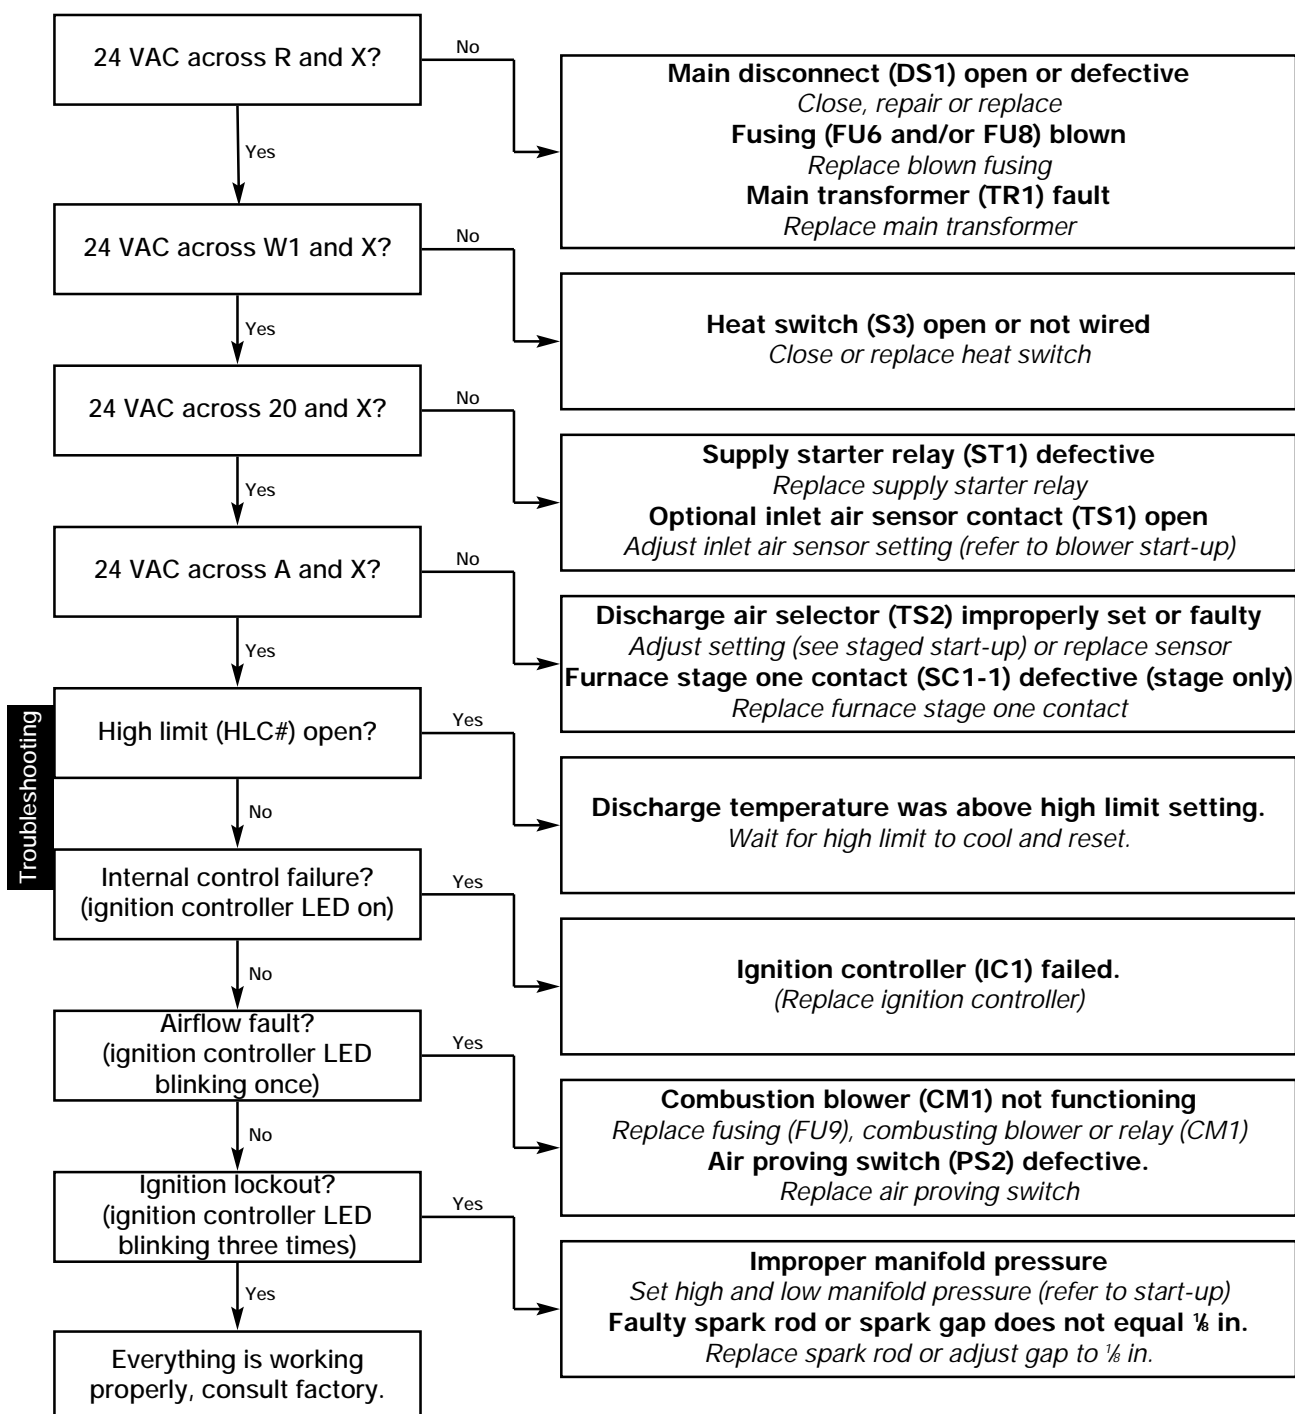 24 VAC across R and X?
No
Main disconnect (DS1) open or defective
Close, repair or replace
Fusing (FU6 and/or FU8) blown
Replace blown fusing
Main transformer (TR1) fault
Replace main transformer
Yes
24 VAC across W1 and X?
No
Heat switch (S3) open or not wired
Close or replace heat switch
Yes
24 VAC across 20 and X?
No
Supply starter relay (ST1) defective
Replace supply starter relay
Optional inlet air sensor contact (TS1) open
Adjust inlet air sensor setting (refer to blower start-up)
Yes
24 VAC across A and X?
No
Discharge air selector (TS2) improperly set or faulty
Adjust setting (see staged start-up) or replace sensor
Furnace stage one contact (SC1-1) defective (stage only)
Replace furnace stage one contact
Yes
Troubleshooting
High limit (HLC#) open?
Yes
Discharge temperature was above high limit setting.
Wait for high limit to cool and reset.
No
Internal control failure?
(ignition controller LED on)
Yes
Ignition controller (IC1) failed.
(Replace ignition controller)
No
Airflow fault?
(ignition controller LED
blinking once)
Yes
Combustion blower (CM1) not functioning
Replace fusing (FU9), combusting blower or relay (CM1)
Air proving switch (PS2) defective.
Replace air proving switch
No
Ignition lockout?
(ignition controller LED
blinking three times)
Yes
Improper manifold pressure
Set high and low manifold pressure (refer to start-up)
Faulty spark rod or spark gap does not equal ⅛ in.
Replace spark rod or adjust gap to ⅛ in.
Yes
Everything is working
properly, consult factory.